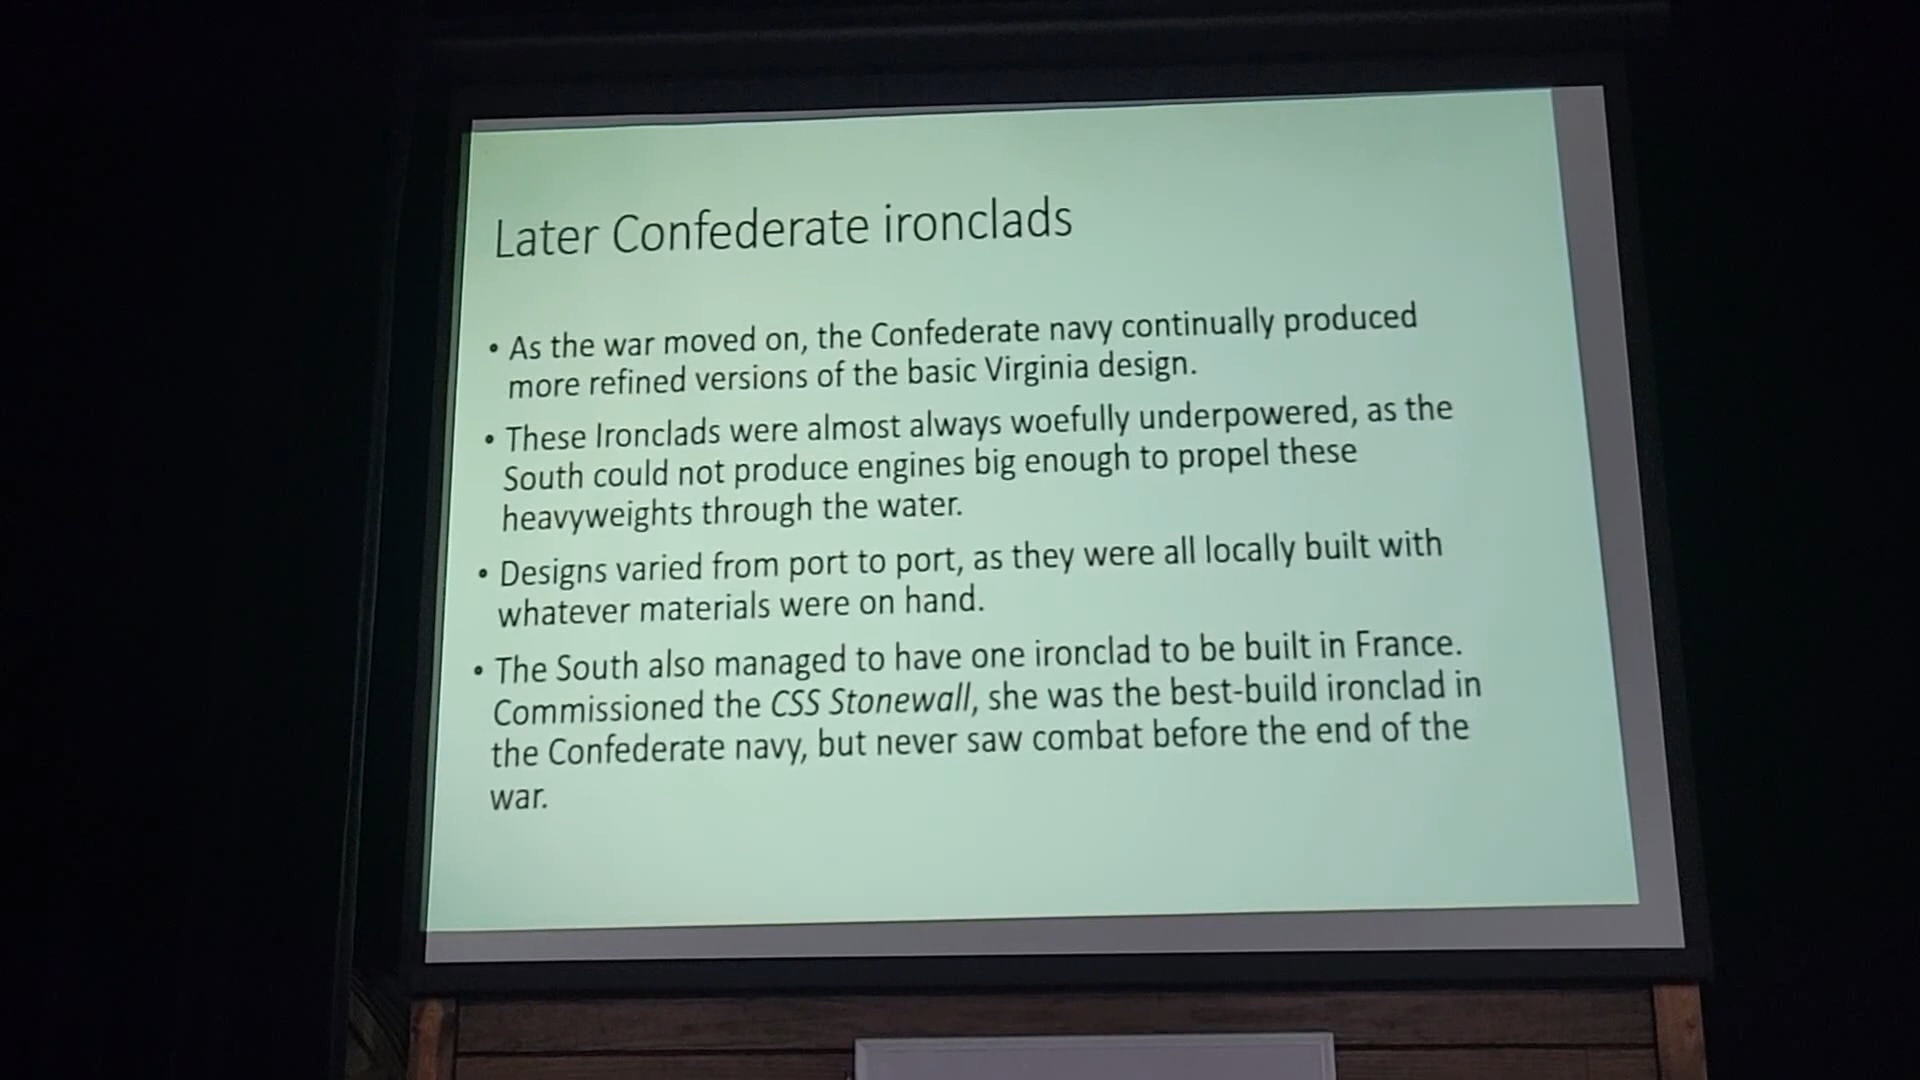 Later Confederate ironclads
• As the war moved on, the Confederate navy continually produced
more refined versions of the basic Virginia design.
• These Ironclads were almost always woefully underpowered, as the
South could not produce engines big enough to propel these
heavyweights through the water.
• Designs varied from port to port, as they were all locally built with
whatever materials were on hand.
• The South also managed to have one ironclad to be built in France.
Commissioned the CSS Stonewall, she was the best-build ironclad in
the Confederate navy, but never saw combat before the end of the
war.